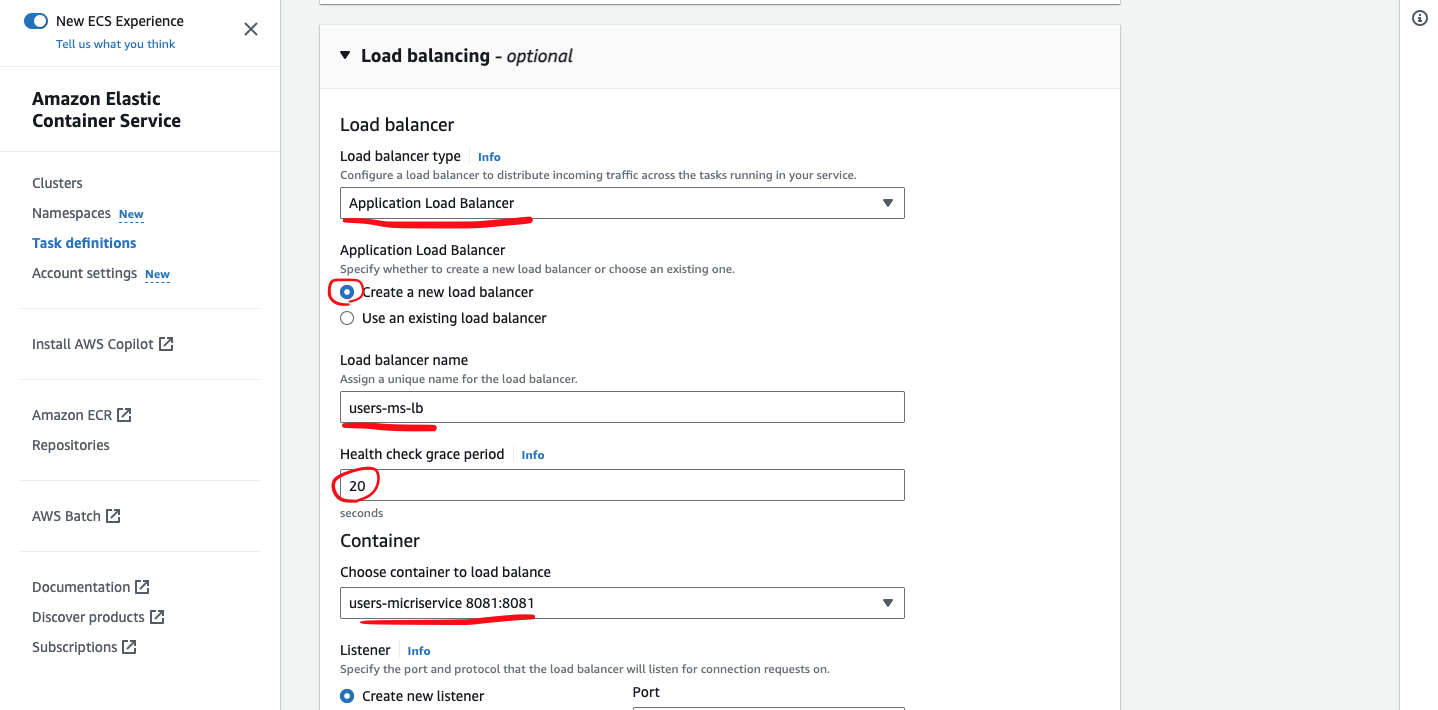 New ECS Experience
Tell us what you think
Amazon Elastic
Container Service
Clusters
Namespaces New
Task definitions
Account settings New
Install AWS Copilot
Amazon ECR
Repositories
AWS Batch
Documentation
Discover products
Subscriptions
Load balancing - optional
Load balancer
Load balancer type Info
Configure a load balancer to distribute incoming traffic across the tasks running in your service.
Application Load Balancer
Application Load Balancer
Specify whether to create a new load balancer or choose an existing one.
Create a new load balancer
Use an existing load balancer
Load balancer name
Assign a unique name for the load balancer.
users-ms-lb
Health check grace period Info
20
seconds
Container
Choose container to load balance
users-micriservice 8081:8081
Listener Info
Specify the port and protocol that the load balancer will listen for connection requests on.
Create new listener
Port